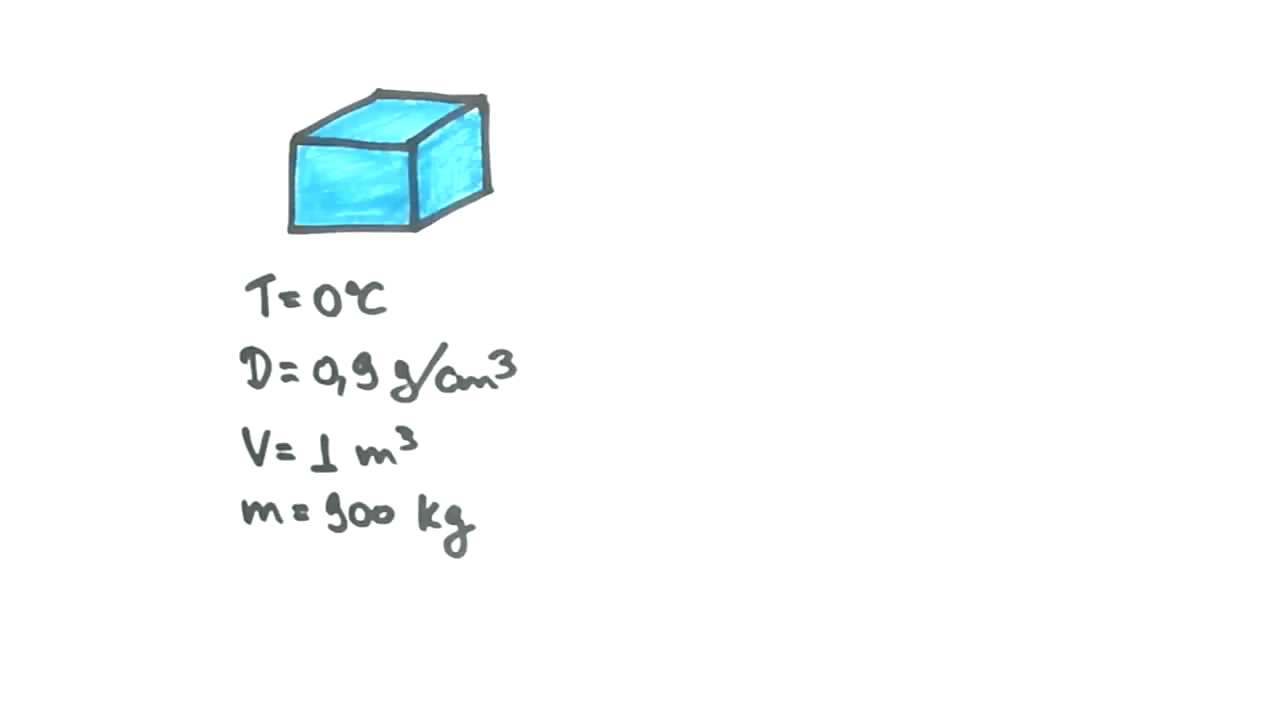 T= 0°C
D= 0,9 g/cm³
V= 1 m³
m= 900 kg